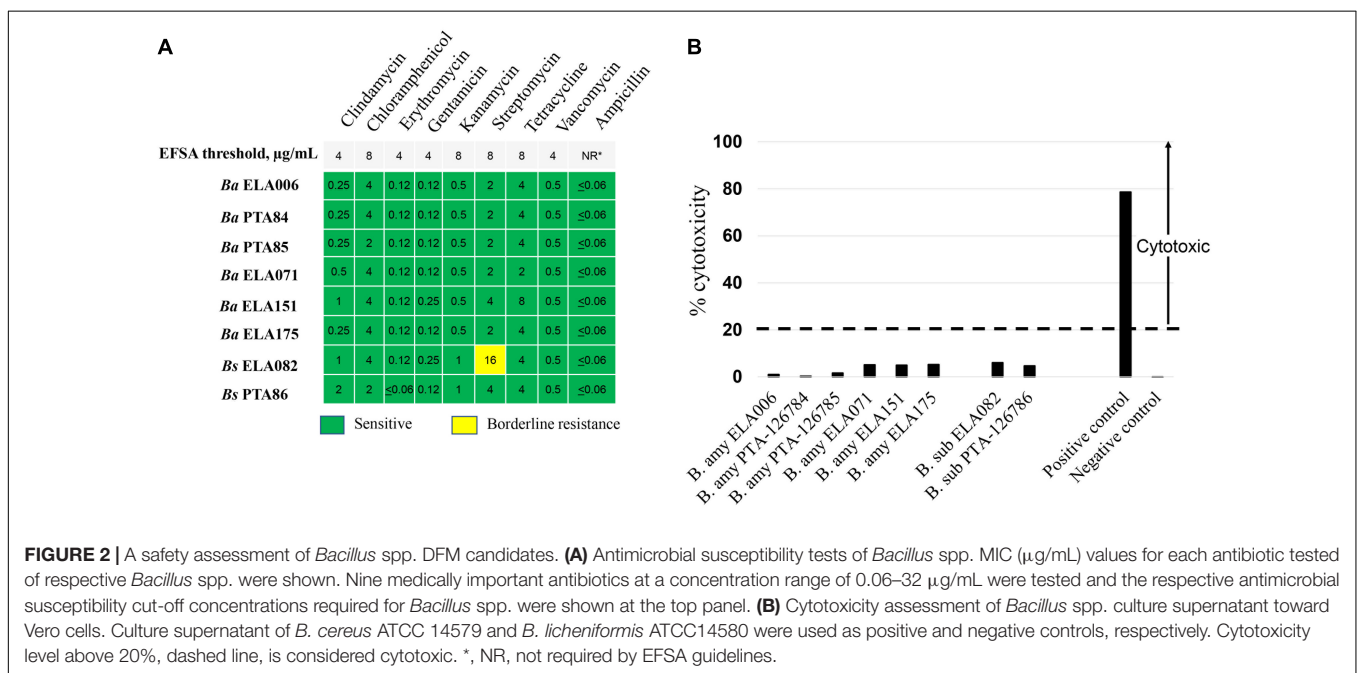 A
Clindamycin
Chloramphenicol
Erythromycin
Gentamicin
Kanamycin
Streptomycin
Tetracycline
Vancomycin
Ampicillin
EFSA threshold, μg/mL 4 8 4 4 8 8 8 4 NR*
Ba ELA006 0.25 4 0.12 0.12 0.5 2 4 0.5 ≤0.06
Ba PTA84 0.25 4 0.12 0.12 0.5 2 4 0.5 ≤0.06
Ba PTA85 0.25 2 0.12 0.12 0.5 2 4 0.5 ≤0.06
Ba ELA071 0.5 4 0.12 0.12 0.5 2 2 0.5 ≤0.06
Ba ELA151 1 4 0.12 0.25 0.5 4 8 0.5 ≤0.06
Ba ELA175 0.25 4 0.12 0.12 0.5 2 4 0.5 ≤0.06
Bs ELA082 1 4 0.12 0.25 1 16 4 0.5 ≤0.06
Bs PTA86 2 2 ≤0.06 0.12 1 4 4 0.5 ≤0.06
Sensitive
Borderline resistance
B
% cytotoxicity
100
80
60
40
20
0
Cytotoxic
B. amy ELA006
B. amy PTA-126784
B. amy PTA-126785
B. amy ELA071
B. amy ELA151
B. amy ELA175
B. sub ELA082
B. sub PTA-126786
Positive control
Negative control
FIGURE 2 | A safety assessment of Bacillus spp. DFM candidates. (A) Antimicrobial susceptibility tests of Bacillus spp. MIC (μg/mL) values for each antibiotic tested
of respective Bacillus spp. were shown. Nine medically important antibiotics at a concentration range of 0.06–32 μg/mL were tested and the respective antimicrobial
susceptibility cut-off concentrations required for Bacillus spp. were shown at the top panel. (B) Cytotoxicity assessment of Bacillus spp. culture supernatant toward
Vero cells. Culture supernatant of B. cereus ATCC 14579 and B. licheniformis ATCC14580 were used as positive and negative controls, respectively. Cytotoxicity
level above 20%, dashed line, is considered cytotoxic. *, NR, not required by EFSA guidelines.